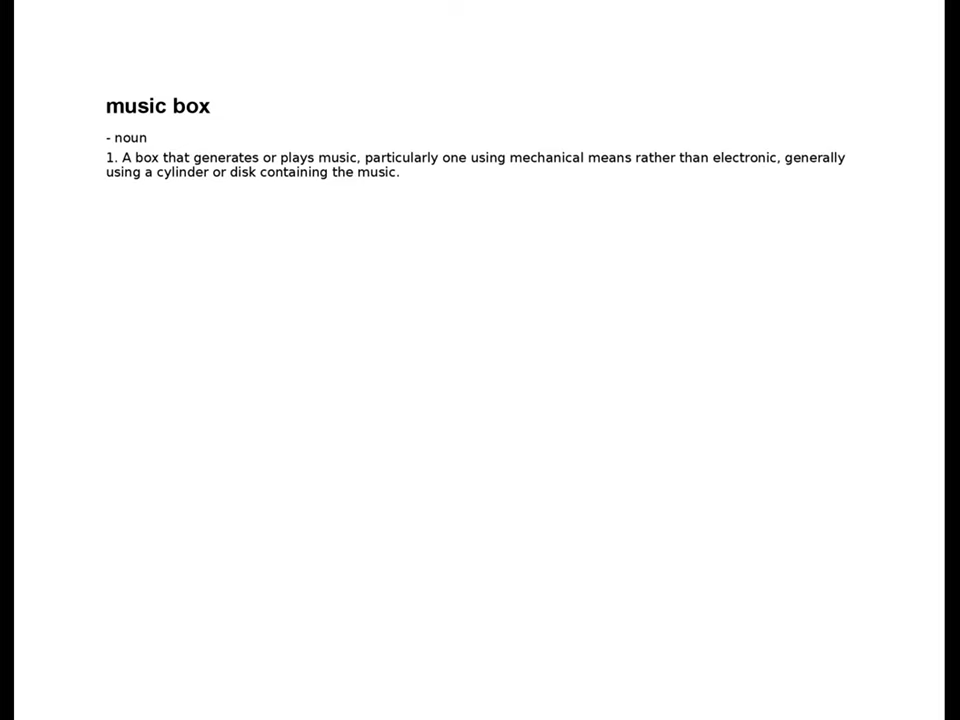 music box
- noun
1. A box that generates or plays music, particularly one using mechanical means rather than electronic, generally
using a cylinder or disk containing the music.